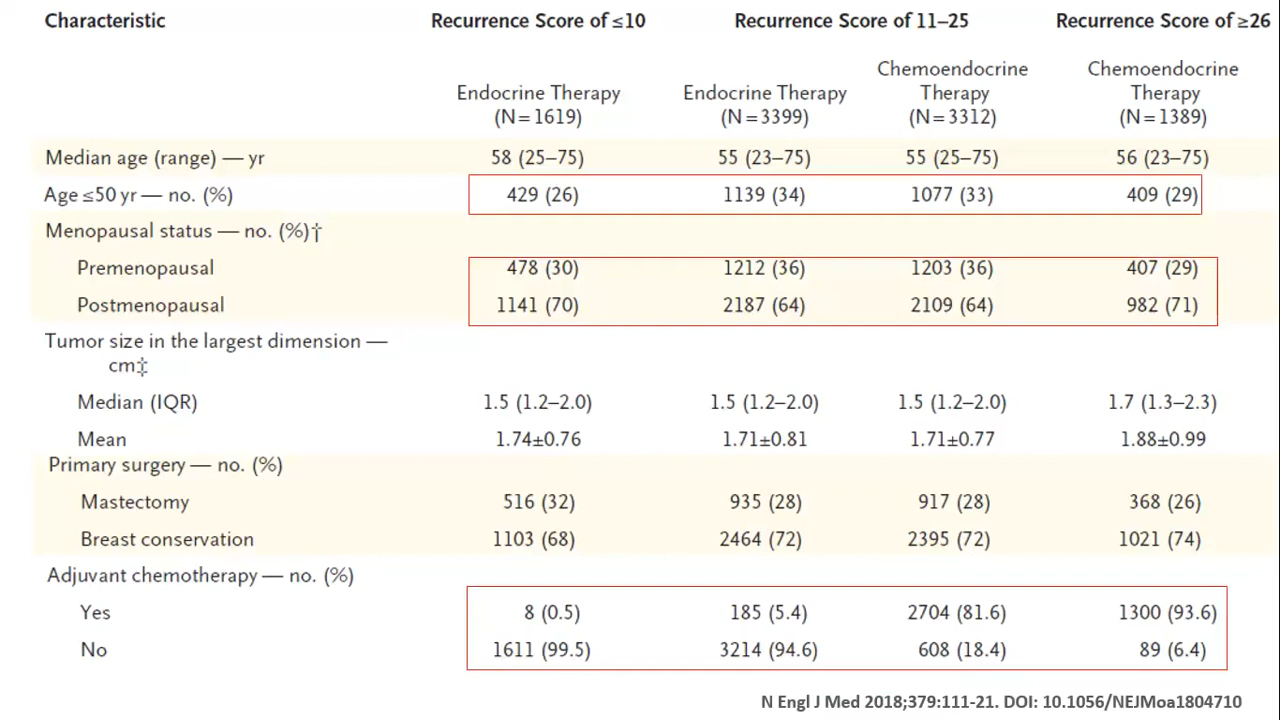 Characteristic Recurrence Score of ≤10 Recurrence Score of 11–25 Recurrence Score of ≥26
Endocrine Therapy (N=1619) Endocrine Therapy (N=3399) Chemoendocrine Therapy (N=3312) Chemoendocrine Therapy (N=1389)
Median age (range) — yr 58 (25–75) 55 (23–75) 55 (25–75) 56 (23–75)
Age ≤50 yr — no. (%) 429 (26) 1139 (34) 1077 (33) 409 (29)
Menopausal status — no. (%)†
Premenopausal 478 (30) 1212 (36) 1203 (36) 407 (29)
Postmenopausal 1141 (70) 2187 (64) 2109 (64) 982 (71)
Tumor size in the largest dimension —
cm‡
Median (IQR) 1.5 (1.2–2.0) 1.5 (1.2–2.0) 1.5 (1.2–2.0) 1.7 (1.3–2.3)
Mean 1.74±0.76 1.71±0.81 1.71±0.77 1.88±0.99
Primary surgery — no. (%)
Mastectomy 516 (32) 935 (28) 917 (28) 368 (26)
Breast conservation 1103 (68) 2464 (72) 2395 (72) 1021 (74)
Adjuvant chemotherapy — no. (%)
Yes 8 (0.5) 185 (5.4) 2704 (81.6) 1300 (93.6)
No 1611 (99.5) 3214 (94.6) 608 (18.4) 89 (6.4)
N Engl J Med 2018;379:111-21. DOI: 10.1056/NEJMoa1804710